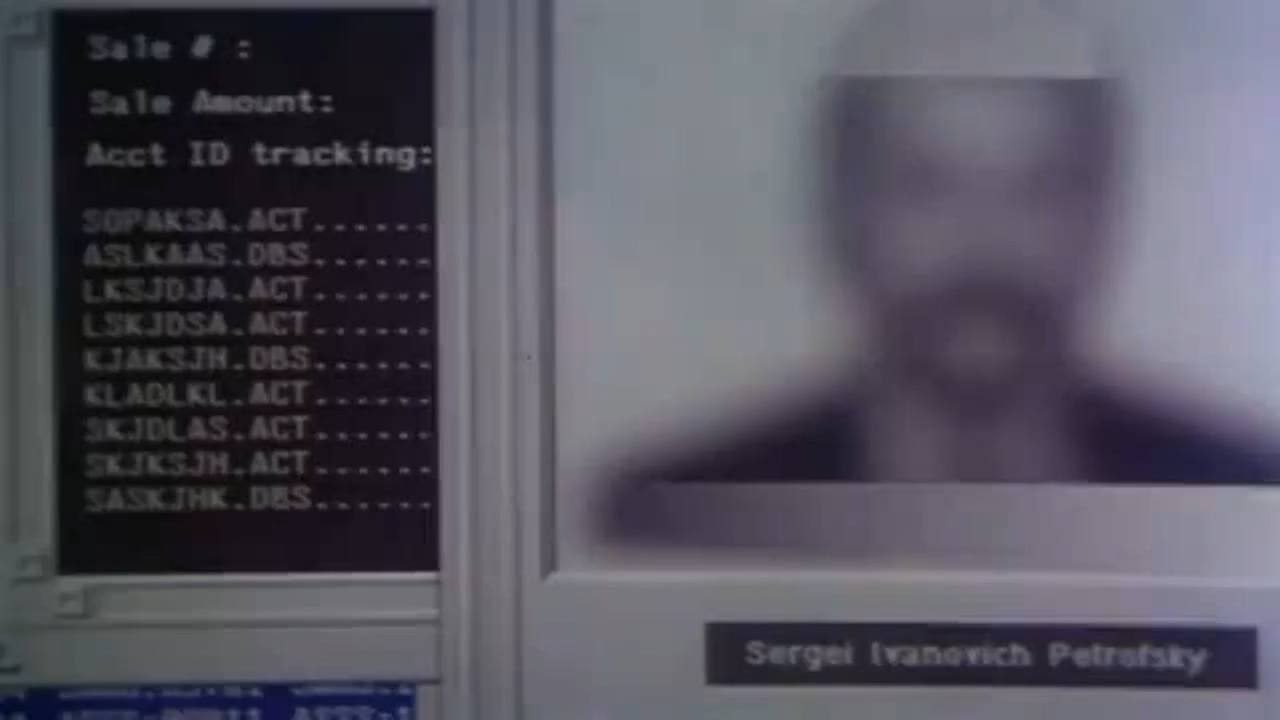 Sale # :
Sale Amount:
Acct ID tracking:
SOPAKSA.ACT......
ASLKAAS.DBS......
LKSJDJA.ACT......
LSKJDSA.ACT......
KJAKSJH.DBS......
KLADLKL.ACT......
SKJDLAS.ACT......
SKJKSJH.ACT......
SASKJHK.DBS......
Sergei Ivanovich Petrofsky